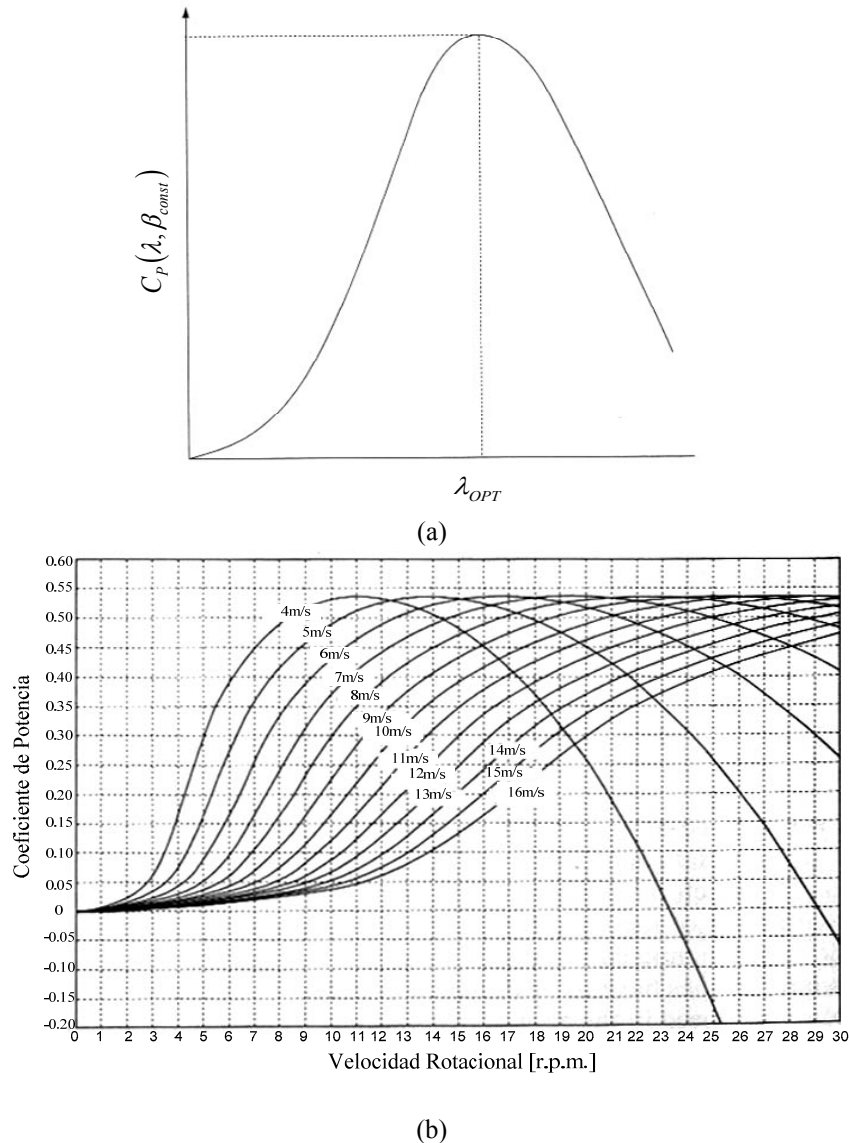 C_P(λ, β_const)
λ_OPT
(a)
0.60
0.55
0.50
0.45
0.40
0.35
0.30
0.25
0.20
0.15
0.10
0.05
0
-0.05
-0.10
-0.15
-0.20
Coeficiente de Potencia
4m/s
5m/s
6m/s
7m/s
8m/s
9m/s
10m/s
11m/s
12m/s
13m/s
14m/s
15m/s
16m/s
0 1 2 3 4 5 6 7 8 9 10 11 12 13 14 15 16 17 18 19 20 21 22 23 24 25 26 27 28 29 30
Velocidad Rotacional [r.p.m.]
(b)